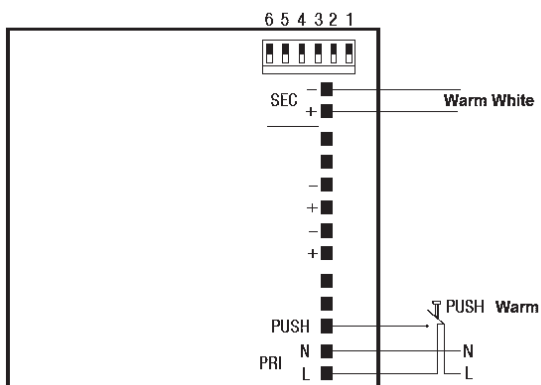 6 5 4 3 2 1
SEC -
+
Warm White
-
+
-
+
PUSH
PUSH Warm
PRI
N
N
L
L